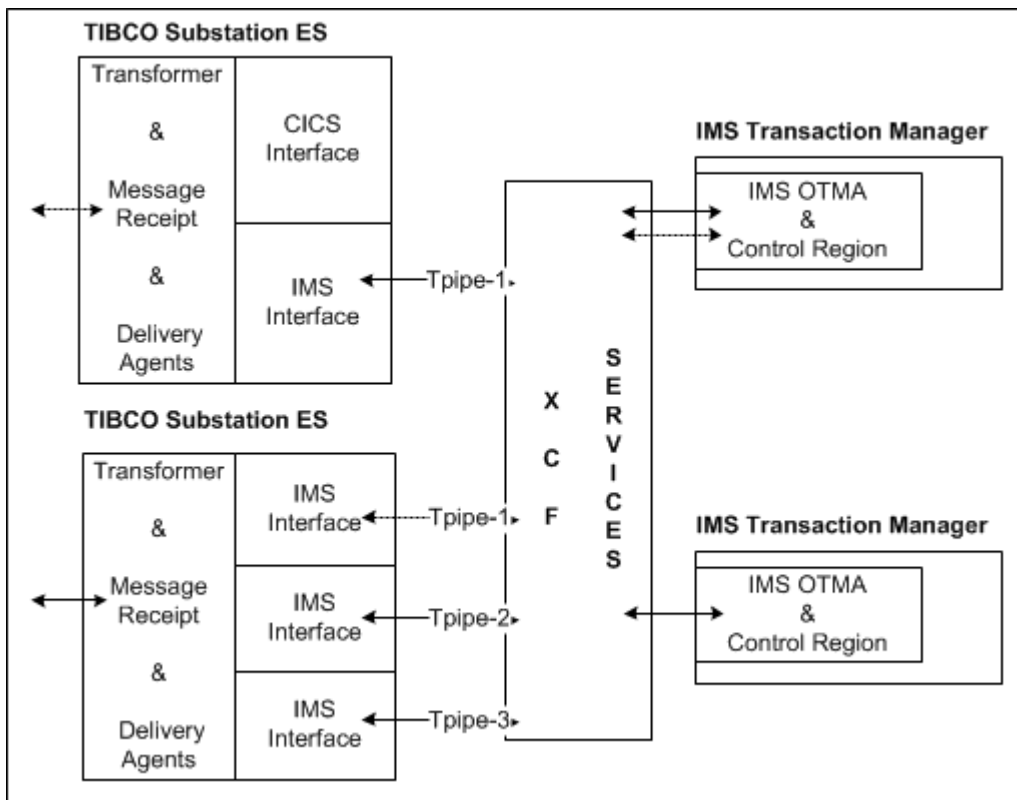 TIBCO Substation ES
Transformer
&
Message
Receipt
&
Delivery
Agents
CICS
Interface
IMS
Interface
Tpipe-1
TIBCO Substation ES
Transformer
&
Message
Receipt
&
Delivery
Agents
IMS
Interface
Tpipe-1
IMS
Interface
Tpipe-2
IMS
Interface
Tpipe-3
X
C
F
S
E
R
V
I
C
E
S
IMS Transaction Manager
IMS OTMA
&
Control Region
IMS Transaction Manager
IMS OTMA
&
Control Region